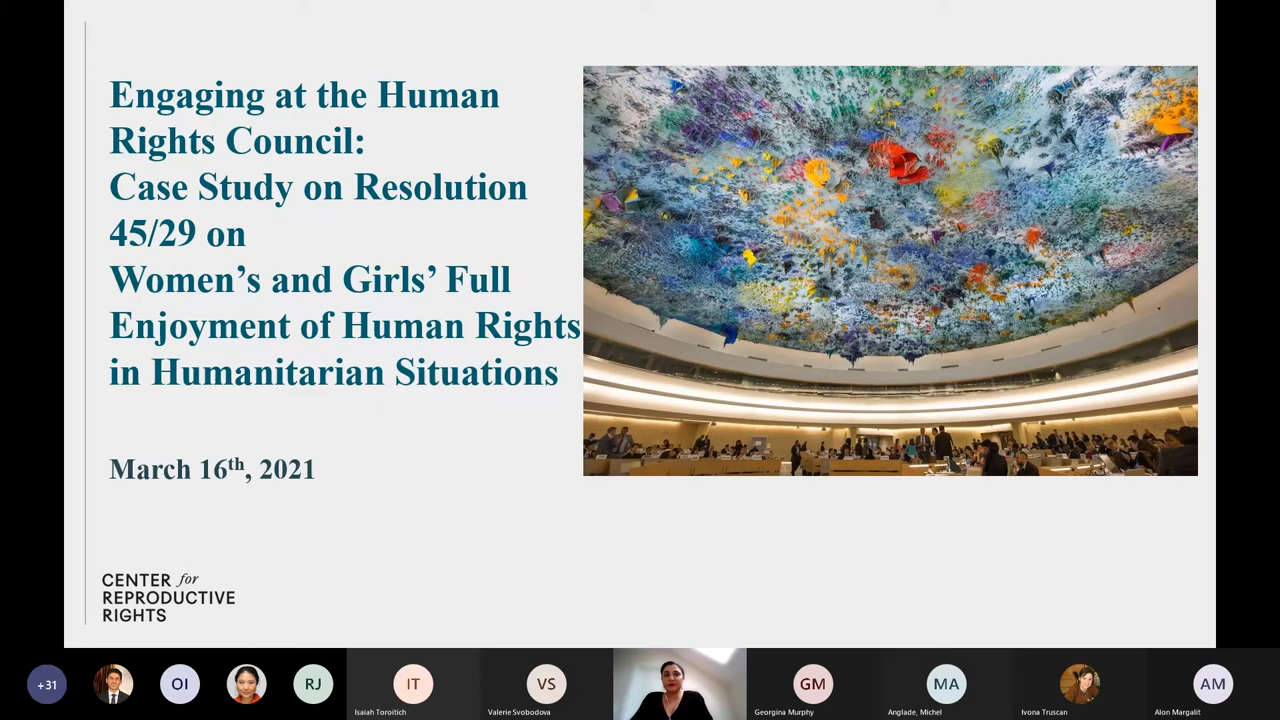 Engaging at the Human
Rights Council:
Case Study on Resolution
45/29 on
Women’s and Girls’ Full
Enjoyment of Human Rights
in Humanitarian Situations
March 16th, 2021
CENTER for
REPRODUCTIVE
RIGHTS
+31
OI
RJ
IT
Isaiah Toroitich
VS
Valerie Svobodova
GM
Georgina Murphy
MA
Anglade, Michel
Ivona Truscan
AM
Alon Margalit